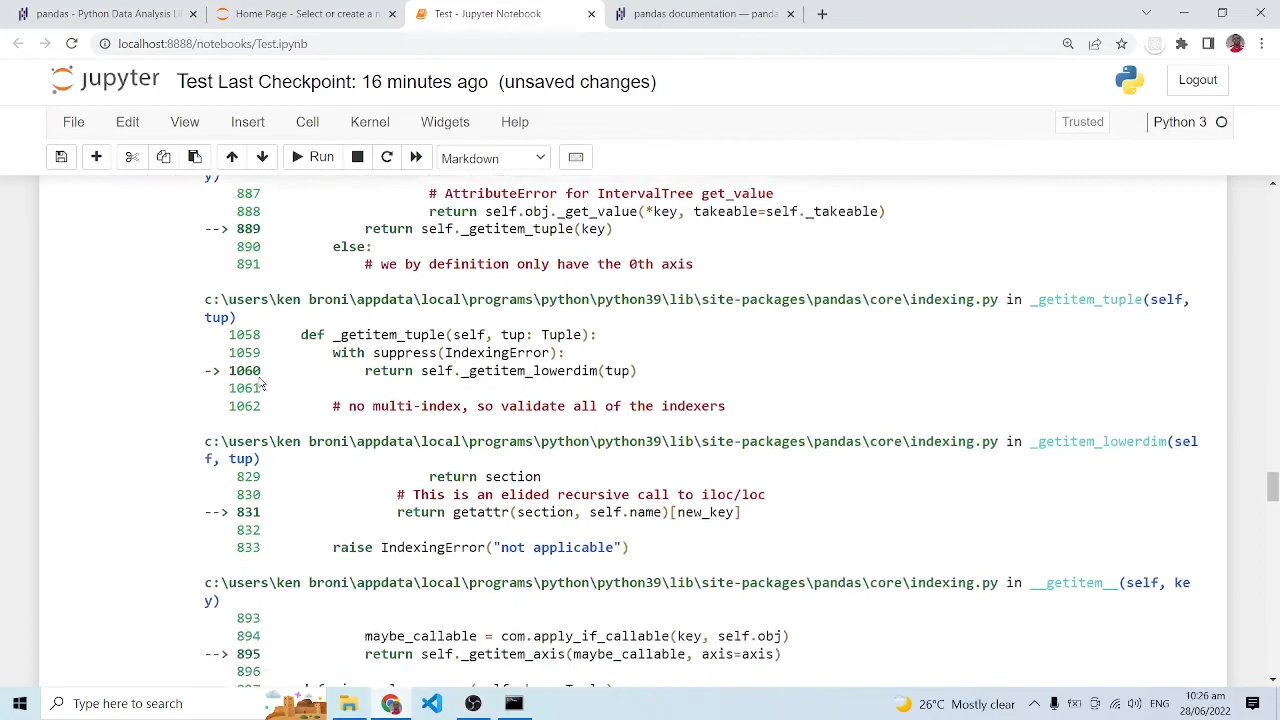 pandas - Python Data Analysis Li
Home Page - Select or create a n
Test - Jupyter Notebook
pandas documentation — panda
localhost:8888/notebooks/Test.ipynb
jupyter
Test Last Checkpoint: 16 minutes ago (unsaved changes)
Logout
File Edit View Insert Cell Kernel Widgets Help
Trusted
Python 3
Run
Markdown
y)
887 # AttributeError for IntervalTree get_value
888 return self.obj._get_value(*key, takeable=self._takeable)
--> 889 return self._getitem_tuple(key)
890 else:
891 # we by definition only have the 0th axis
c:\users\ken broni\appdata\local\programs\python\python39\lib\site-packages\pandas\core\indexing.py in _getitem_tuple(self,
tup)
1058 def _getitem_tuple(self, tup: Tuple):
1059 with suppress(IndexingError):
-> 1060 return self._getitem_lowerdim(tup)
1061
1062 # no multi-index, so validate all of the indexers
c:\users\ken broni\appdata\local\programs\python\python39\lib\site-packages\pandas\core\indexing.py in _getitem_lowerdim(sel
f, tup)
829 return section
830 # This is an elided recursive call to iloc/loc
--> 831 return getattr(section, self.name)[new_key]
832
833 raise IndexingError("not applicable")
c:\users\ken broni\appdata\local\programs\python\python39\lib\site-packages\pandas\core\indexing.py in __getitem__(self, ke
y)
893
894 maybe_callable = com.apply_if_callable(key, self.obj)
--> 895 return self._getitem_axis(maybe_callable, axis=axis)
896
Type here to search
26°C Mostly clear
ENG
10:26 am
28/06/2022